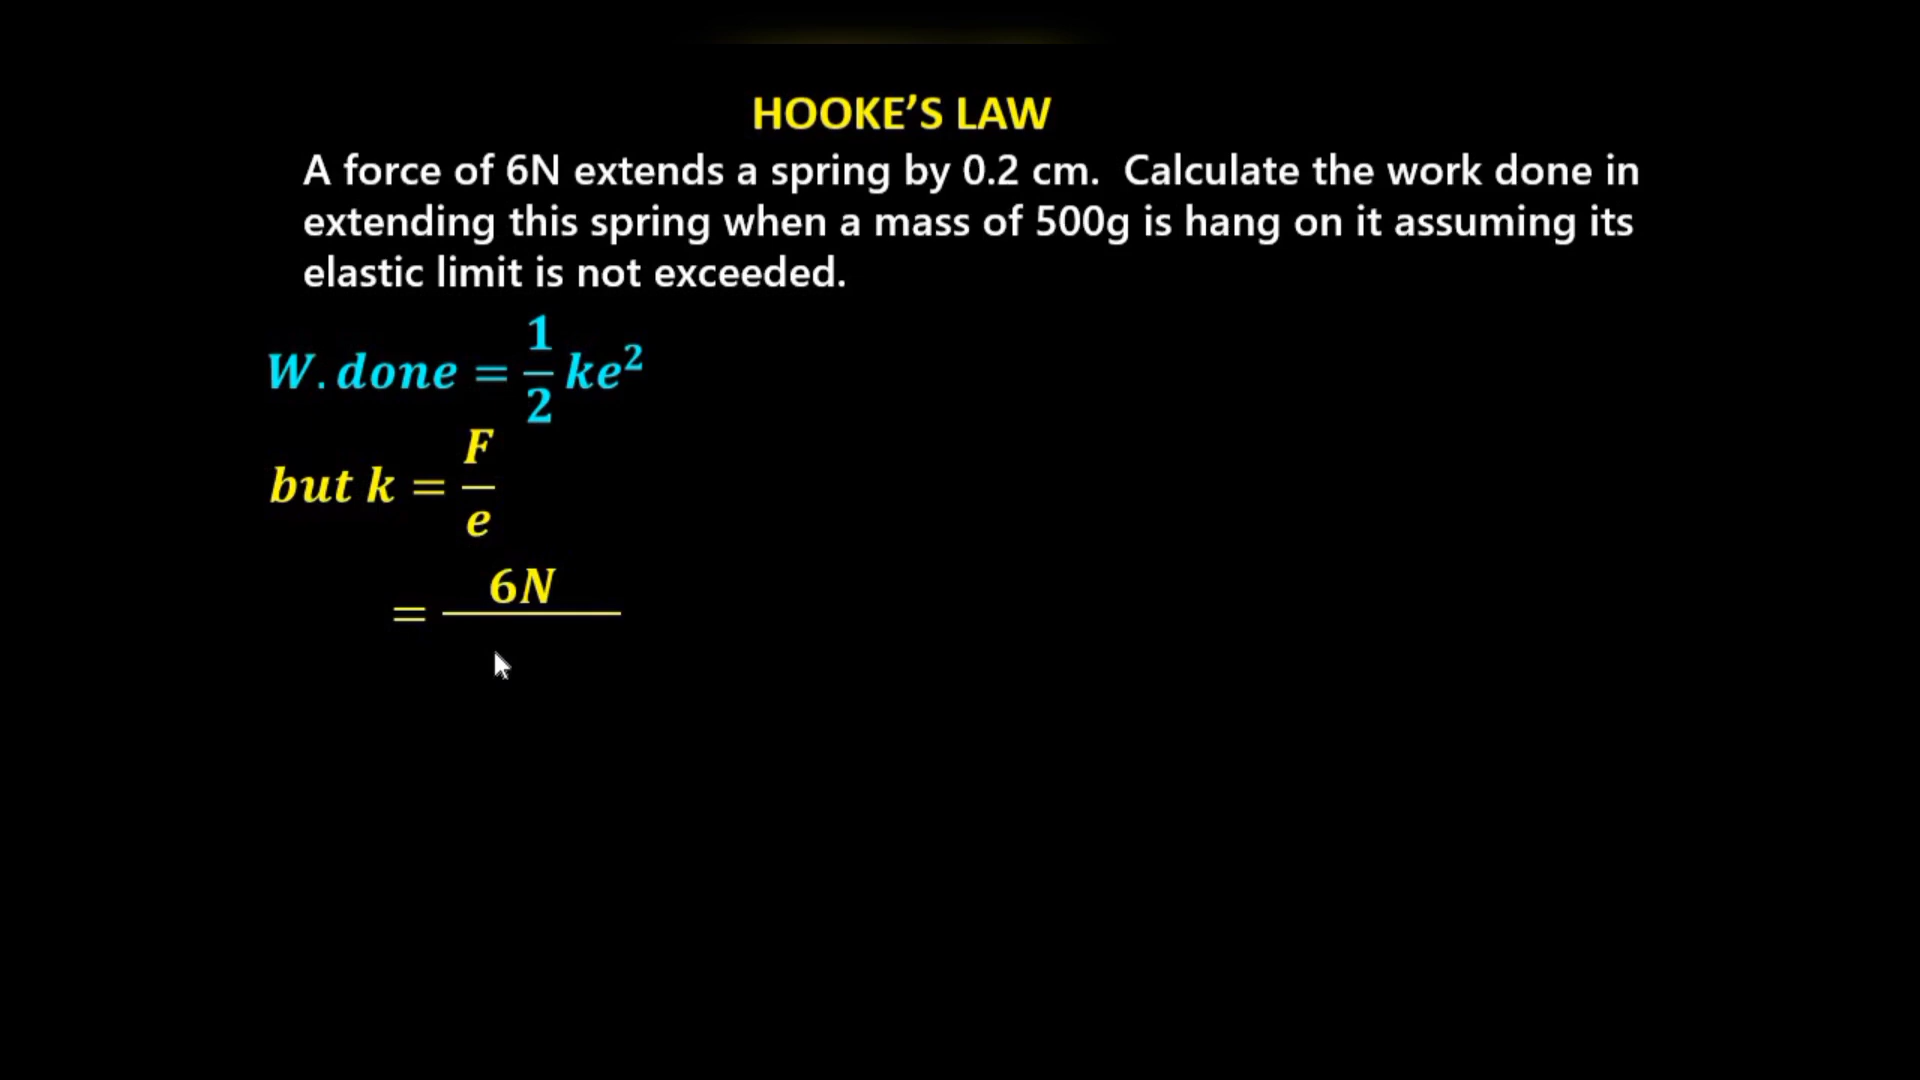 HOOKE’S LAW
A force of 6N extends a spring by 0.2 cm. Calculate the work done in
extending this spring when a mass of 500g is hang on it assuming its
elastic limit is not exceeded.
W.done = 1/2 ke²
but k = F/e
= 6N